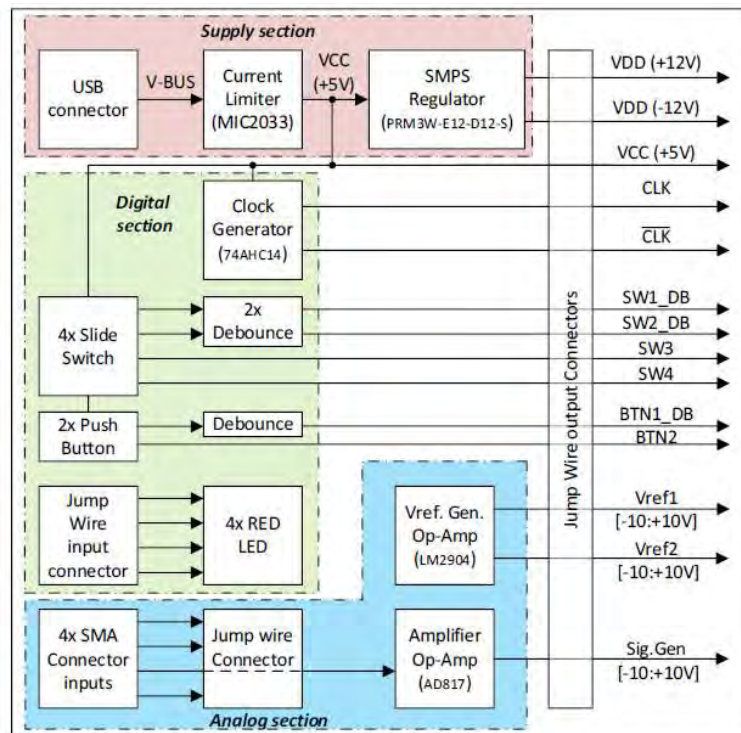 Supply section
USB
connector
V-BUS
Current
Limiter
(MIC2033)
VCC
(+5V)
SMPS
Regulator
(PRM3W-E12-D12-S)
VDD (+12V)
VDD (-12V)
VCC (+5V)
Digital
section
Clock
Generator
(74AHC14)
CLK
CLK
4x Slide
Switch
2x
Debounce
SW1_DB
SW2_DB
SW3
SW4
2x Push
Button
Debounce
BTN1_DB
BTN2
Jump
Wire
input
connector
4x RED
LED
Vref. Gen.
Op-Amp
(LM2904)
Vref1
[-10:+10V]
Vref2
[-10:+10V]
4x SMA
Connector
inputs
Jump wire
Connector
Amplifier
Op-Amp
(AD817)
Sig.Gen
[-10:+10V]
Analog section
Jump Wire output Connectors